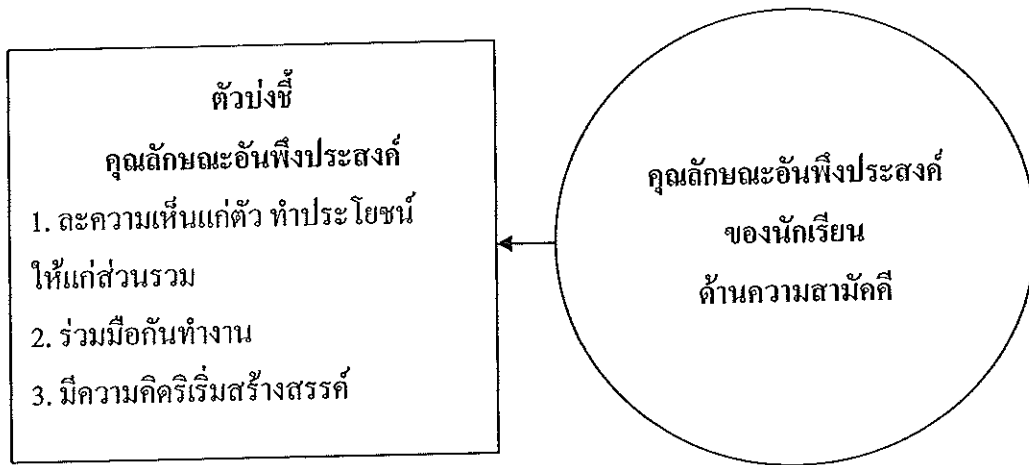 ตัวบ่งชี้
คุณลักษณะอันพึงประสงค์
1. ละความเห็นแก่ตัว ทำประโยชน์
ให้แก่ส่วนรวม
2. ร่วมมือกันทำงาน
3. มีความคิดริเริ่มสร้างสรรค์
คุณลักษณะอันพึงประสงค์
ของนักเรียน
ด้านความสามัคคี